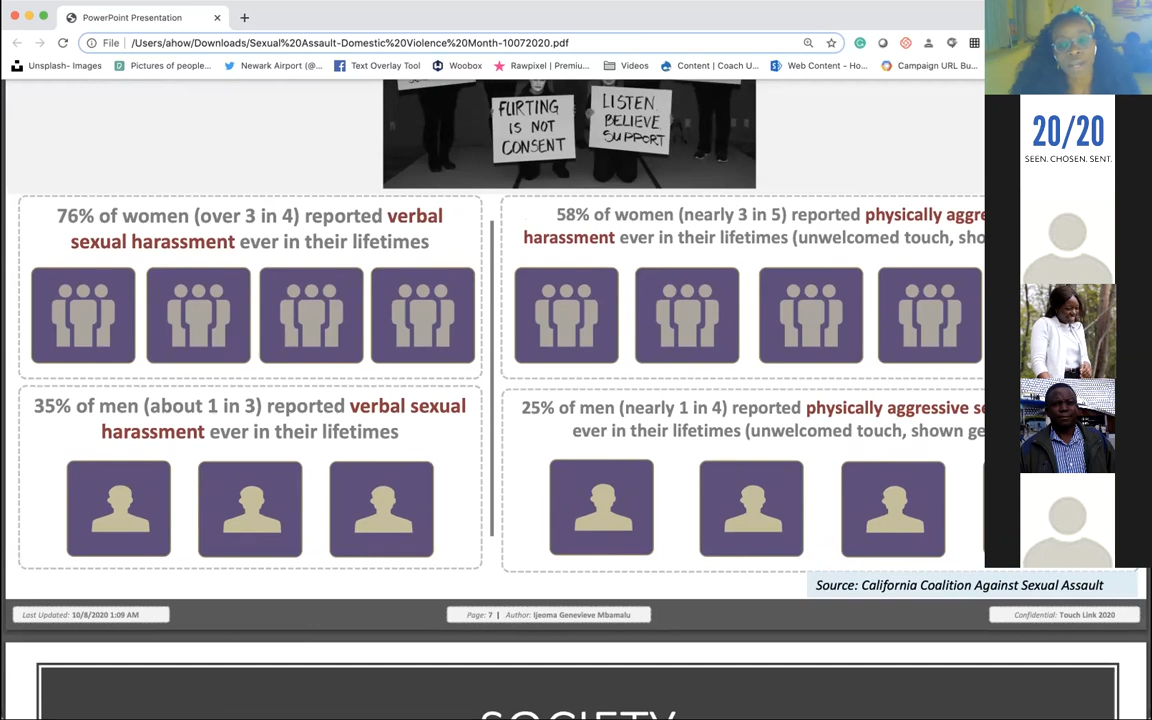 PowerPoint Presentation
File
/Users/ahow/Downloads/Sexual%20Assault-Domestic%20Violence%20Month-10072020.pdf
Unsplash- Images
Pictures of people...
Newark Airport (@...
Text Overlay Tool
Woobox
Rawpixel | Premiu...
Videos
Content | Coach U...
Web Content - Ho...
Campaign URL Bu...
FLIRTING
IS NOT
CONSENT
LISTEN
BELIEVE
SUPPORT
20/20
SEEN. CHOSEN. SENT.
76% of women (over 3 in 4) reported verbal
sexual harassment ever in their lifetimes
58% of women (nearly 3 in 5) reported physically aggre
harassment ever in their lifetimes (unwelcomed touch, sho
35% of men (about 1 in 3) reported verbal sexual
harassment ever in their lifetimes
25% of men (nearly 1 in 4) reported physically aggressive se
ever in their lifetimes (unwelcomed touch, shown ge
Source: California Coalition Against Sexual Assault
Last Updated: 10/8/2020 1:09 AM
Page: 7 | Author: Ijeoma Genevieve Mbamalu
Confidential: Touch Link 2020
SOCIETY